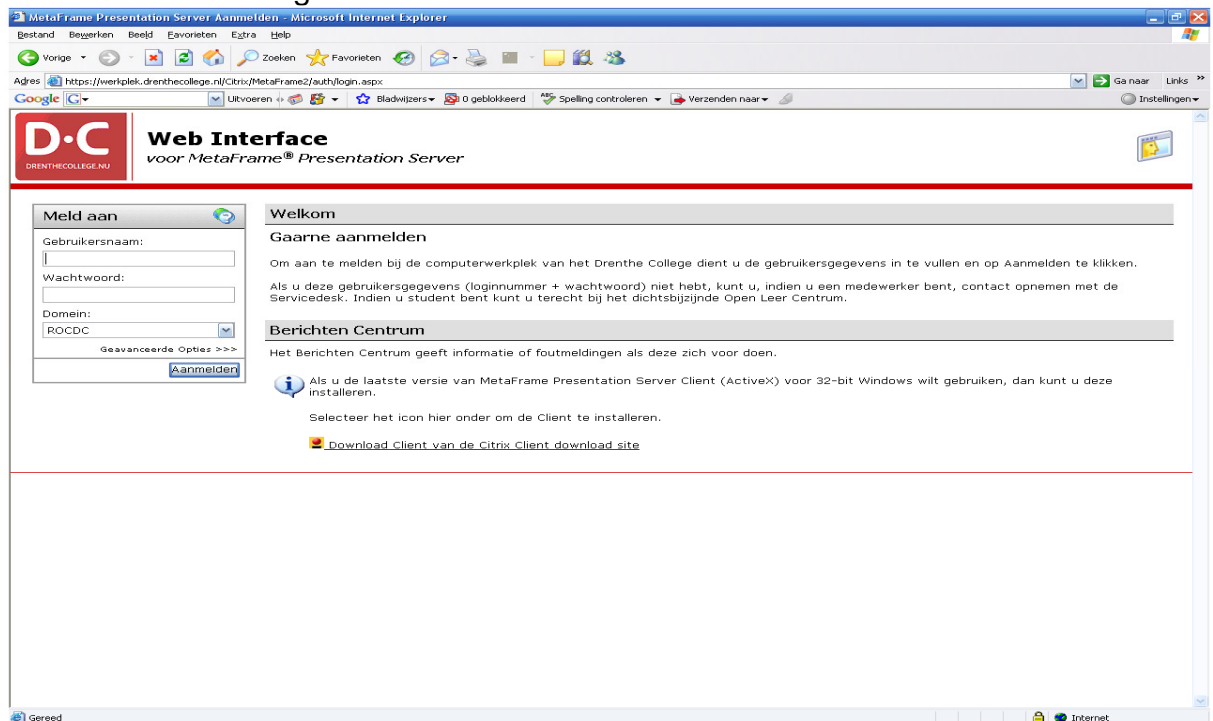 MetaFrame Presentation Server Aanmelden - Microsoft Internet Explorer
Bestand Bewerken Beeld Favorieten Extra Help
Vorige Zoeken Favorieten
Adres https://werkplek.drenthecollege.nl/Citrix/MetaFrame2/auth/login.aspx Ga naar Links »
Google G Uitvoeren Bladwijzers 0 geblokkeerd ABC Spelling controleren Verzenden naar Instellingen
D·C
DRENTHECOLLEGE.NU
Web Interface
voor MetaFrame® Presentation Server
Meld aan
Gebruikersnaam:
Wachtwoord:
Domein:
ROCDC
Geavanceerde Opties >>>
Aanmelden
Welkom
Gaarne aanmelden
Om aan te melden bij de computerwerkplek van het Drenthe College dient u de gebruikersgegevens in te vullen en op Aanmelden te klikken.
Als u deze gebruikersgegevens (loginnummer + wachtwoord) niet hebt, kunt u, indien u een medewerker bent, contact opnemen met de
Servicedesk. Indien u student bent kunt u terecht bij het dichtsbijzijnde Open Leer Centrum.
Berichten Centrum
Het Berichten Centrum geeft informatie of foutmeldingen als deze zich voor doen.
Als u de laatste versie van MetaFrame Presentation Server Client (ActiveX) voor 32-bit Windows wilt gebruiken, dan kunt u deze
installeren.
Selecteer het icon hier onder om de Client te installeren.
Download Client van de Citrix Client download site
Gereed Internet